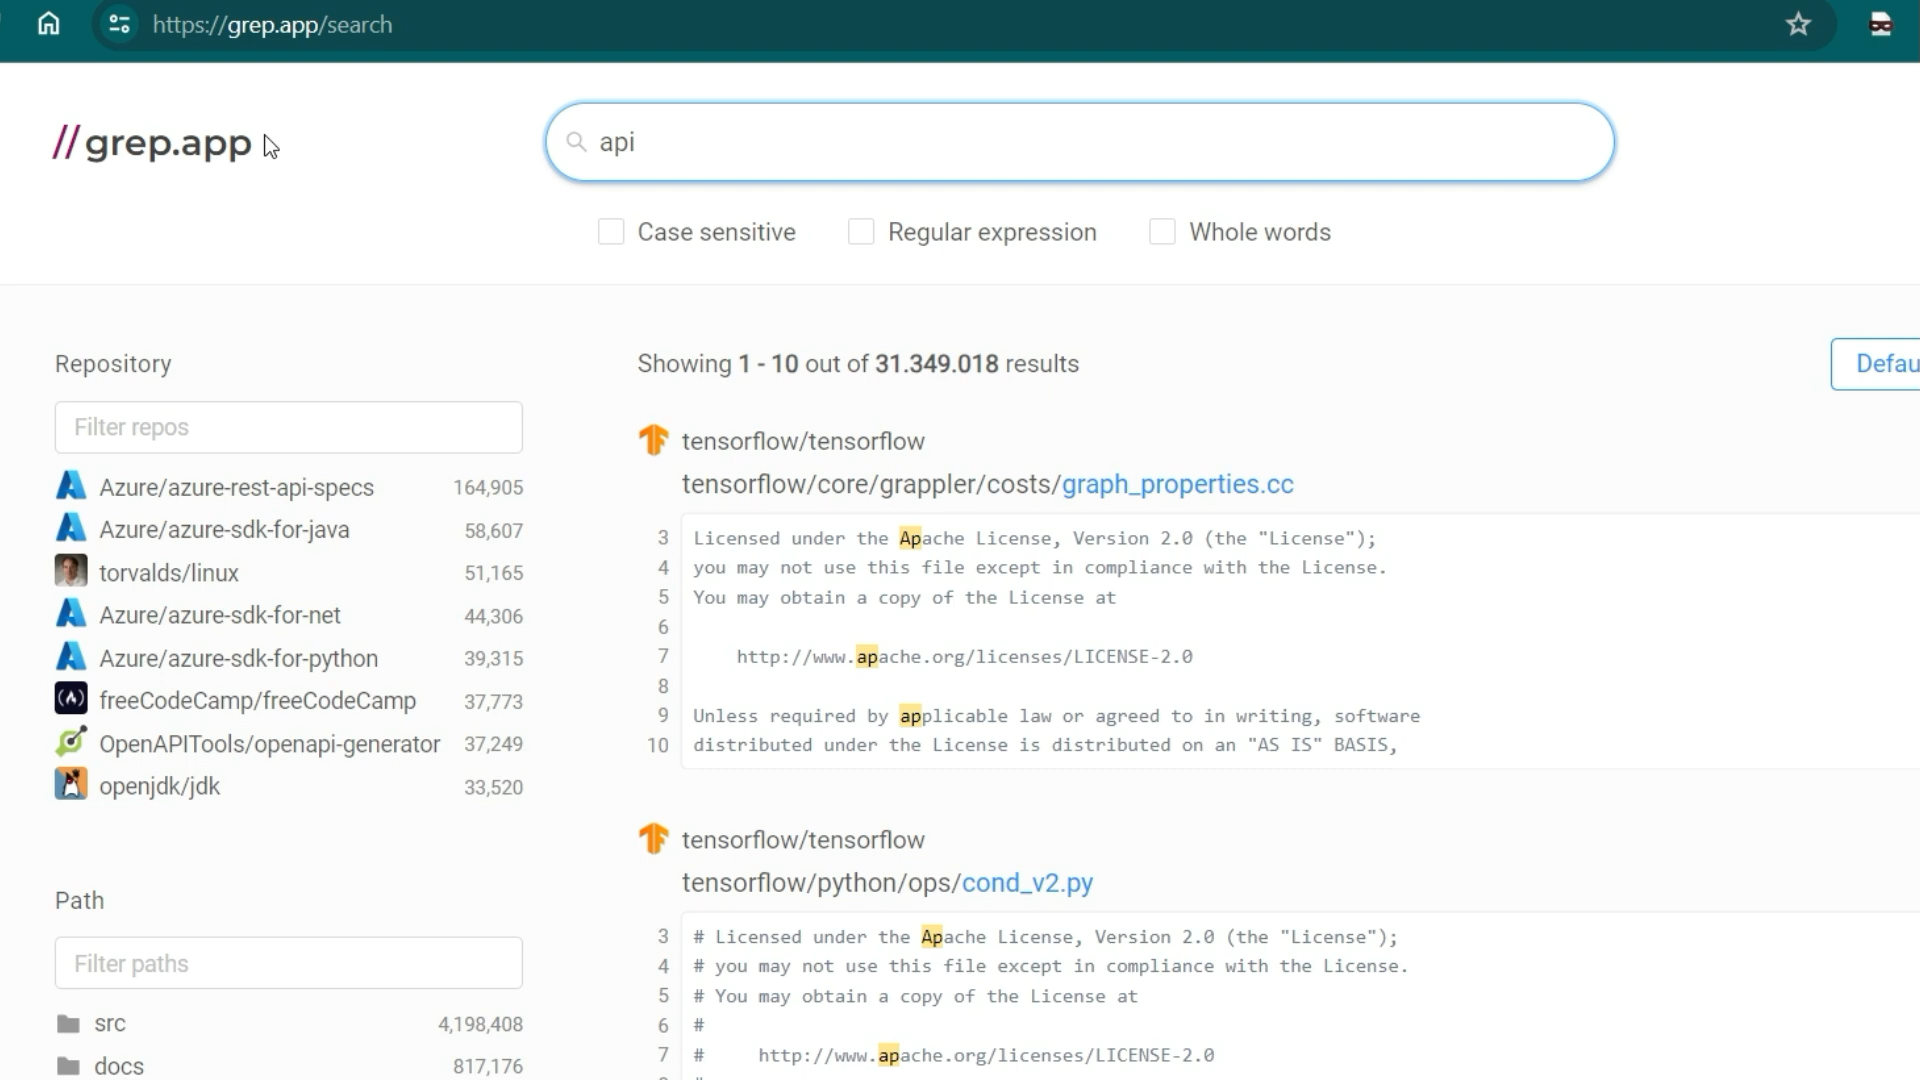 https://grep.app/search
//grep.app
api
Case sensitive
Regular expression
Whole words
Repository
Filter repos
Azure/azure-rest-api-specs 164,905
Azure/azure-sdk-for-java 58,607
torvalds/linux 51,165
Azure/azure-sdk-for-net 44,306
Azure/azure-sdk-for-python 39,315
freeCodeCamp/freeCodeCamp 37,773
OpenAPITools/openapi-generator 37,249
openjdk/jdk 33,520
Path
Filter paths
src 4,198,408
docs 817,176
Showing 1 - 10 out of 31.349.018 results
Defau
tensorflow/tensorflow
tensorflow/core/grappler/costs/graph_properties.cc
3 Licensed under the Apache License, Version 2.0 (the "License");
4 you may not use this file except in compliance with the License.
5 You may obtain a copy of the License at
6
7 http://www.apache.org/licenses/LICENSE-2.0
8
9 Unless required by applicable law or agreed to in writing, software
10 distributed under the License is distributed on an "AS IS" BASIS,
tensorflow/tensorflow
tensorflow/python/ops/cond_v2.py
3 # Licensed under the Apache License, Version 2.0 (the "License");
4 # you may not use this file except in compliance with the License.
5 # You may obtain a copy of the License at
6 #
7 # http://www.apache.org/licenses/LICENSE-2.0